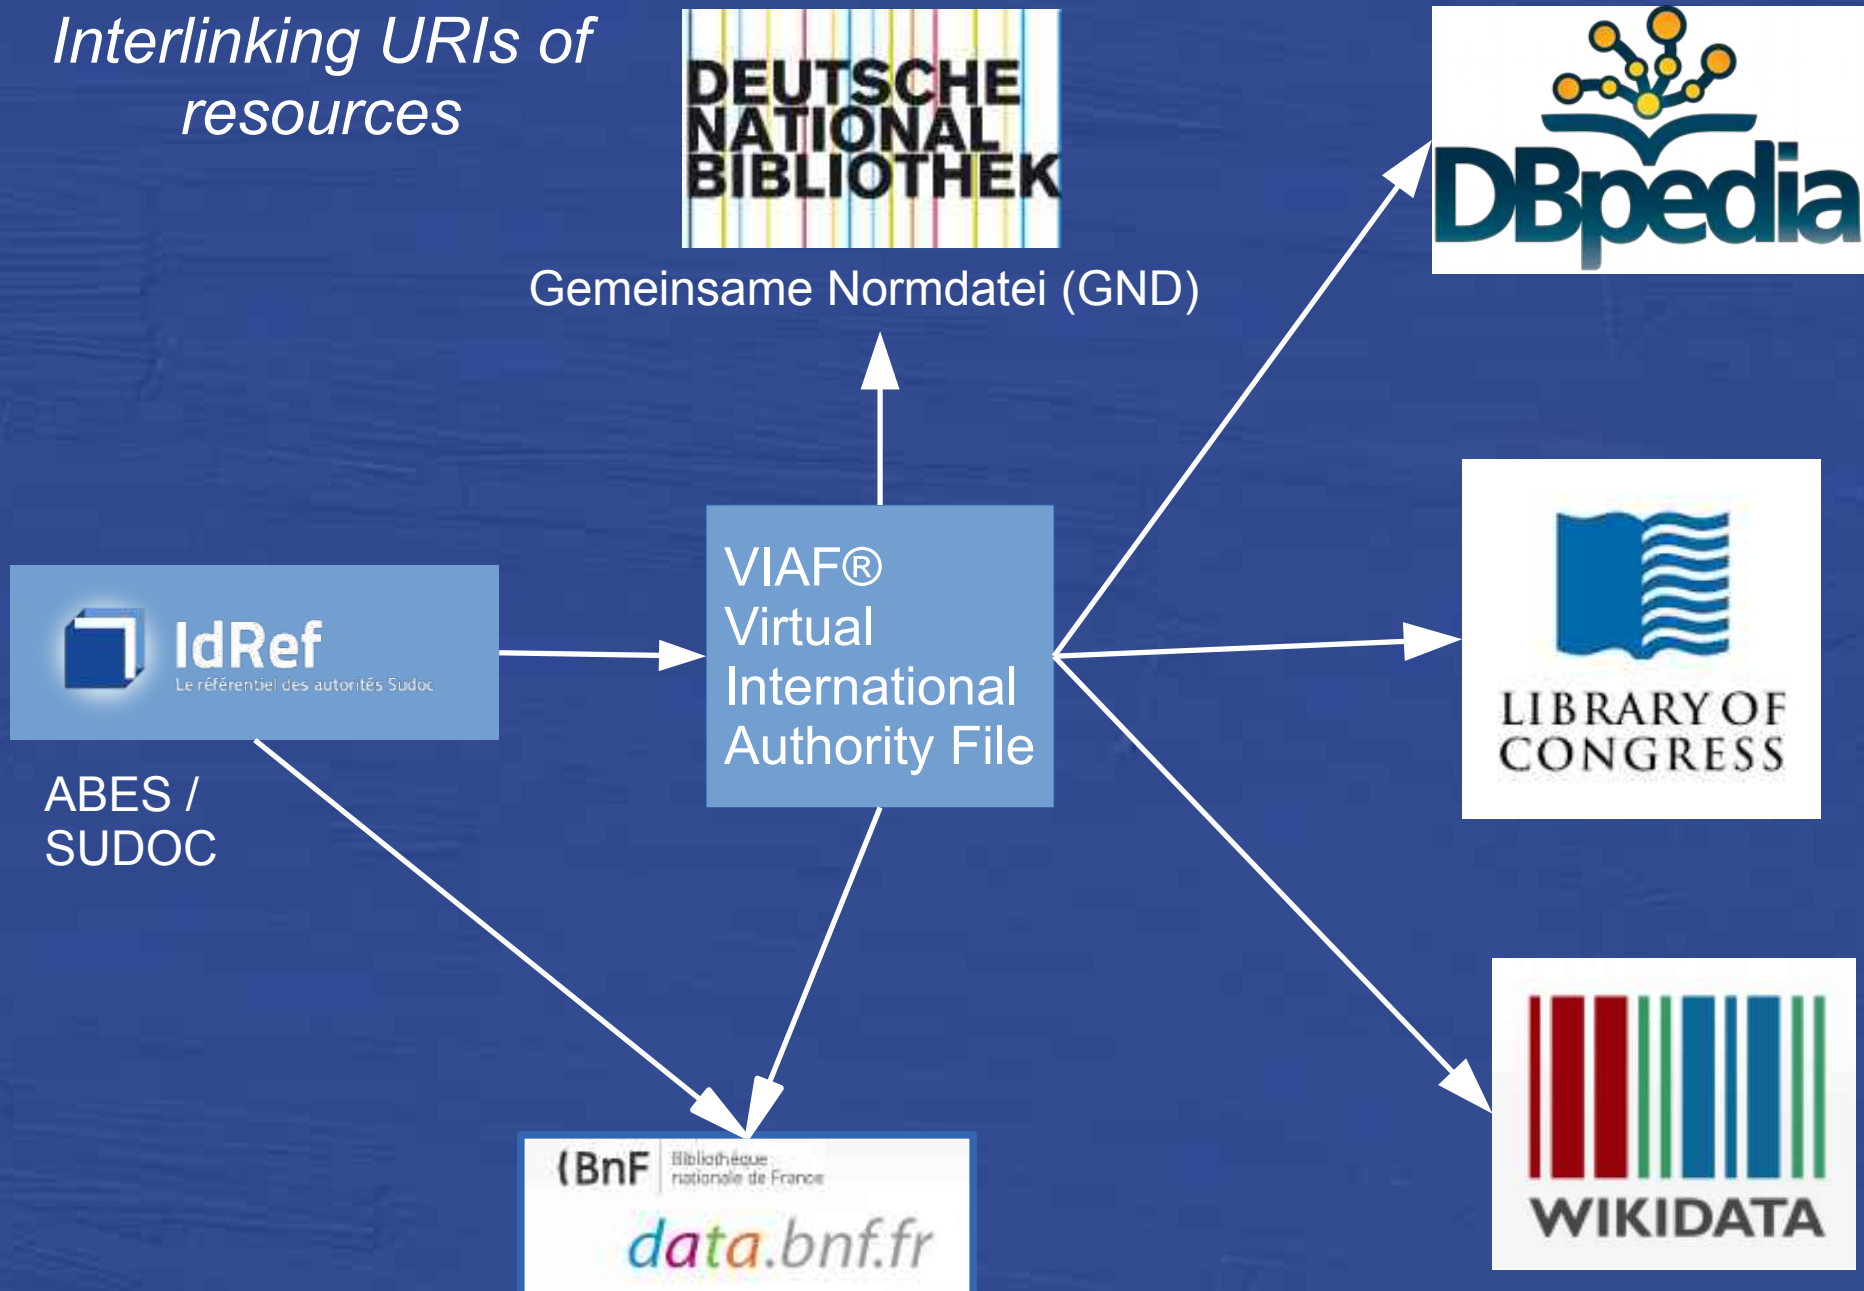 Interlinking URIs of
resources
DEUTSCHE
NATIONAL
BIBLIOTHEK
Gemeinsame Normdatei (GND)
DBpedia
IdRef
Le référentiel des autorités Sudoc
ABES /
SUDOC
VIAF®
Virtual
International
Authority File
LIBRARY OF
CONGRESS
(BnF
Bibliothèque
nationale de France
data.bnf.fr
WIKIDATA